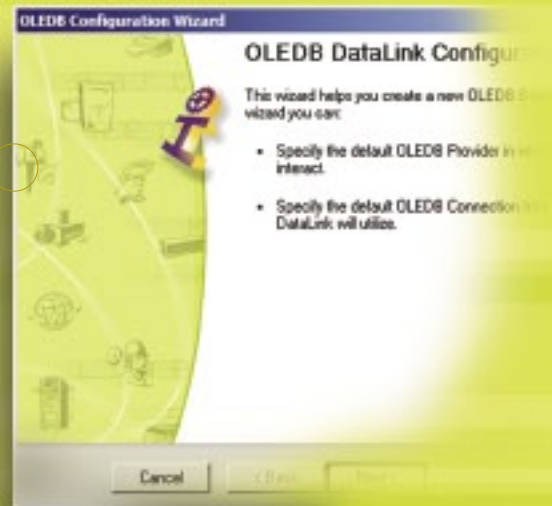 OLEDB Configuration Wizard
OLEDB DataLink Configur
This wizard helps you create a new OLEDB
wizard you can:
• Specify the default OLEDB Provider in
interact.
• Specify the default OLEDB Connection
DataLink will utilize.
Cancel
< Back